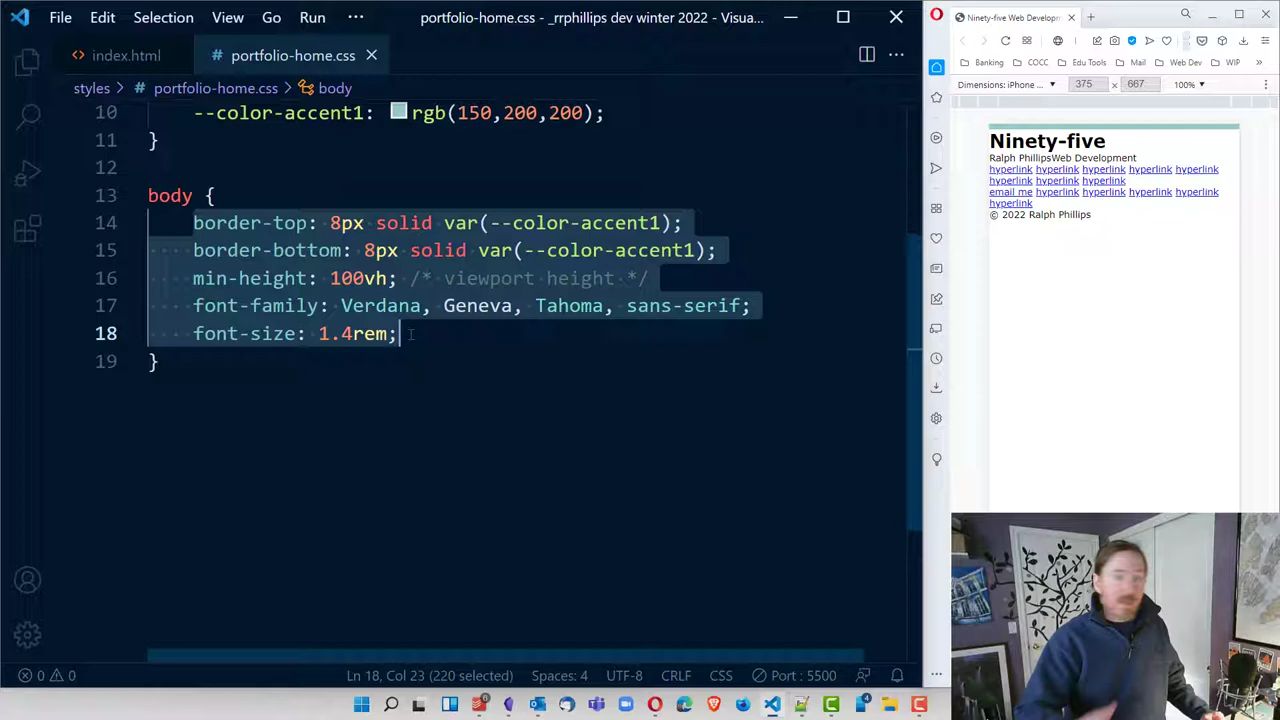 File Edit Selection View Go Run ··· portfolio-home.css - _rrphillips dev winter 2022 - Visua...
index.html # portfolio-home.css
styles > # portfolio-home.css > body
10 --color-accent1: rgb(150,200,200);
11 }
12
13 body {
14 border-top: 8px solid var(--color-accent1);
15 border-bottom: 8px solid var(--color-accent1);
16 min-height: 100vh; /* viewport height */
17 font-family: Verdana, Geneva, Tahoma, sans-serif;
18 font-size: 1.4rem;
19 }
0 0 Ln 18, Col 23 (220 selected) Spaces: 4 UTF-8 CRLF CSS Port : 5500
Ninety-five Web Developm
Banking COCC Edu Tools Mail Web Dev WIP »
Dimensions: iPhone ... 375 x 667 100%
Ninety-five
Ralph PhillipsWeb Development
hyperlink hyperlink hyperlink hyperlink hyperlink
hyperlink hyperlink hyperlink
email me hyperlink hyperlink hyperlink hyperlink
hyperlink
© 2022 Ralph Phillips